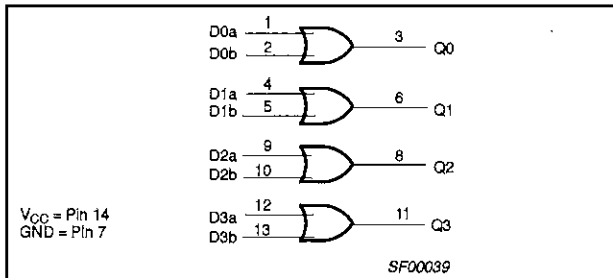 D0a 1
D0b 2
3 Q0
D1a 4
D1b 5
6 Q1
D2a 9
D2b 10
8 Q2
D3a 12
D3b 13
11 Q3
VCC = Pin 14
GND = Pin 7
SF00039